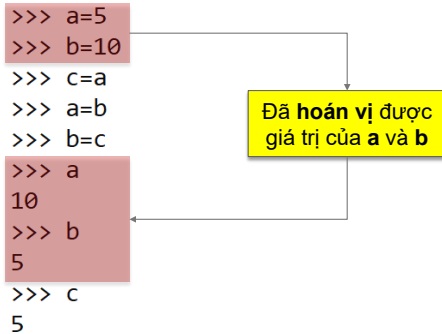 >>> a=5
>>> b=10
>>> c=a
>>> a=b
>>> b=c
>>> a
10
>>> b
5
>>> c
5
Đã hoán vị được
giá trị của a và b